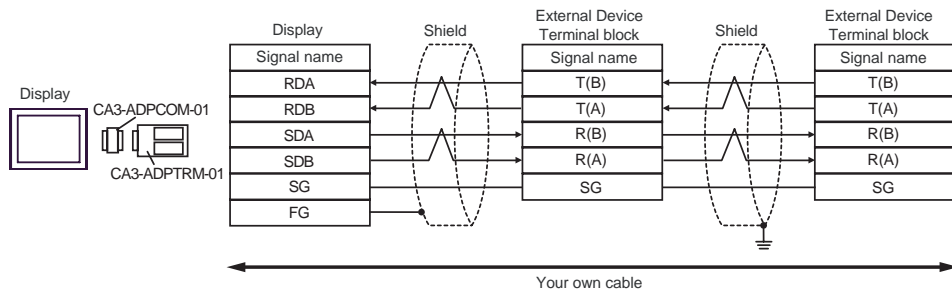 Display
CA3-ADPCOM-01
CA3-ADPTRM-01
Display
Signal name
RDA
RDB
SDA
SDB
SG
FG
Shield
External Device
Terminal block
Signal name
T(B)
T(A)
R(B)
R(A)
SG
Shield
External Device
Terminal block
Signal name
T(B)
T(A)
R(B)
R(A)
SG
Your own cable